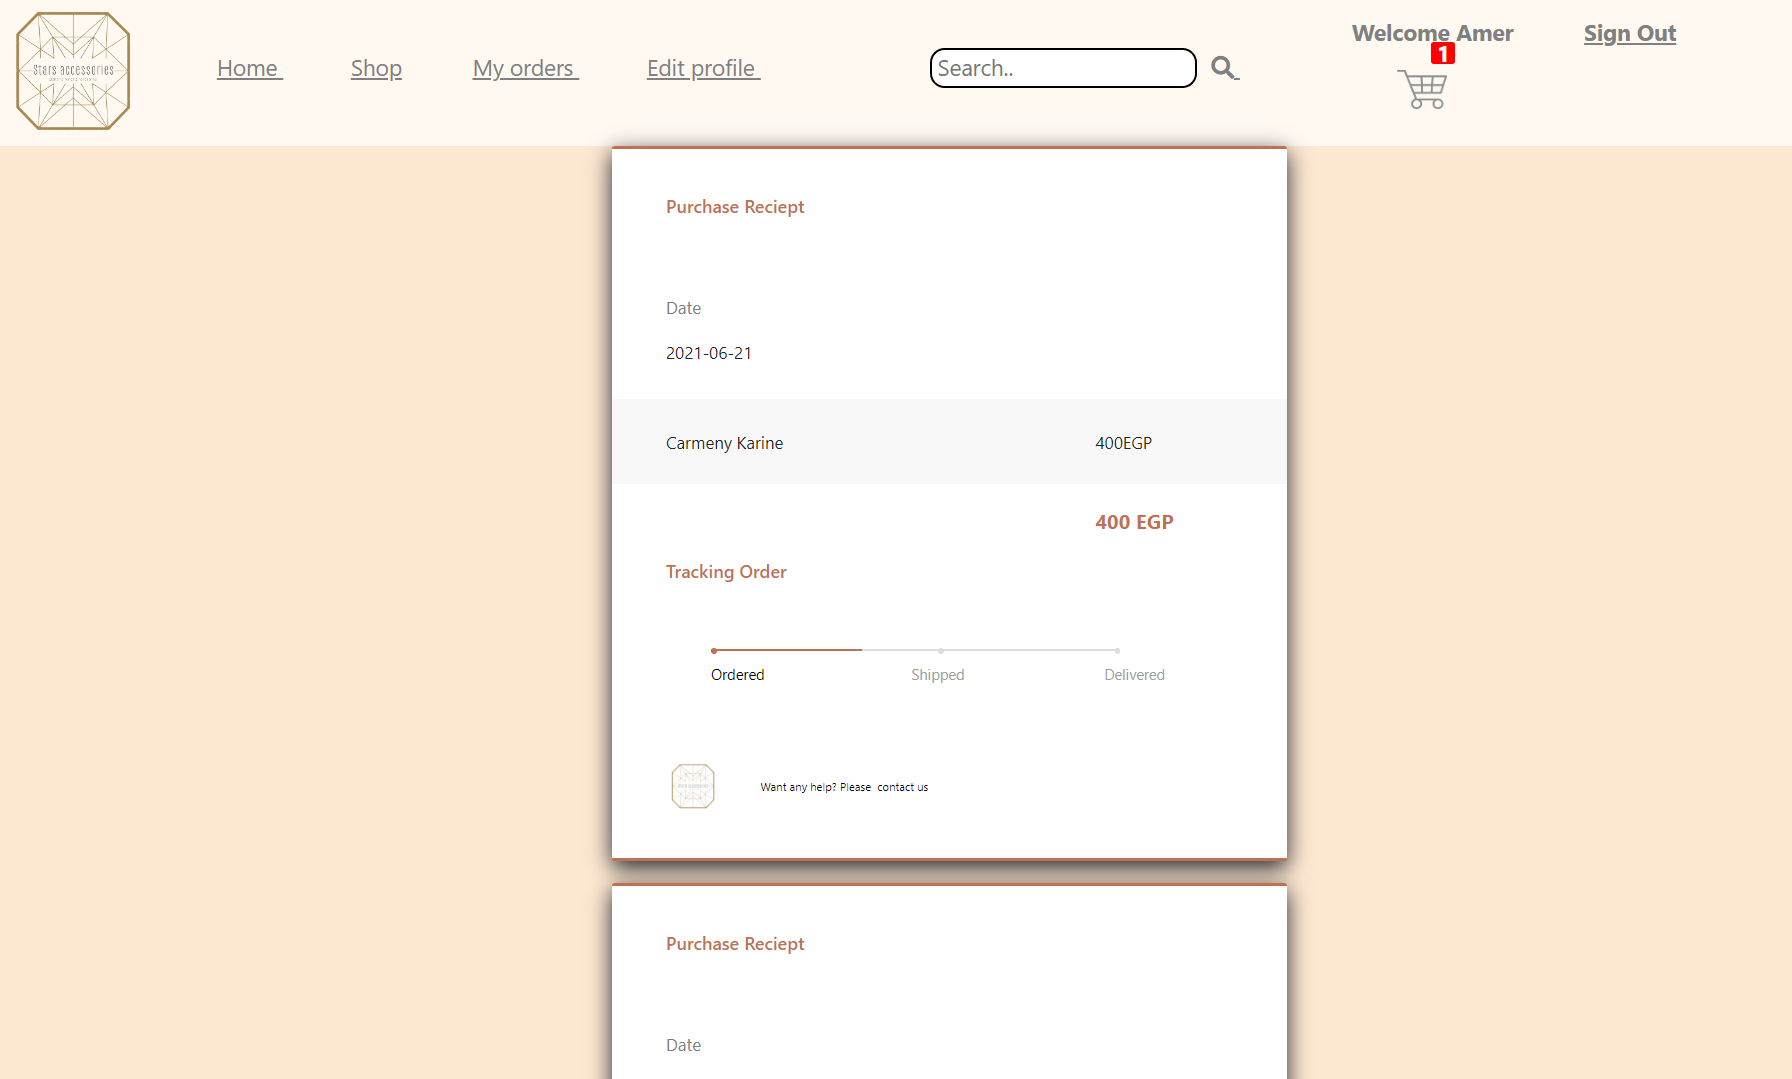 Stars accessories
Home
Shop
My orders
Edit profile
Search..
Welcome Amer
1
Sign Out
Purchase Reciept
Date
2021-06-21
Carmeny Karine
400EGP
400 EGP
Tracking Order
Ordered
Shipped
Delivered
Want any help? Please contact us
Purchase Reciept
Date